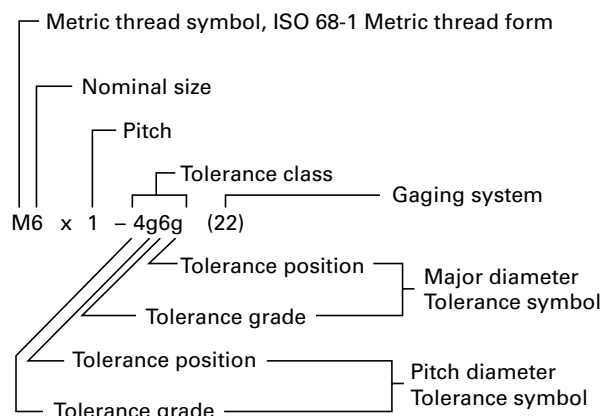 Metric thread symbol, ISO 68-1 Metric thread form
Nominal size
Pitch
Tolerance class
Gaging system
M6 x 1 – 4g6g (22)
Tolerance position
Major diameter
Tolerance symbol
Tolerance grade
Tolerance position
Pitch diameter
Tolerance symbol
Tolerance grade